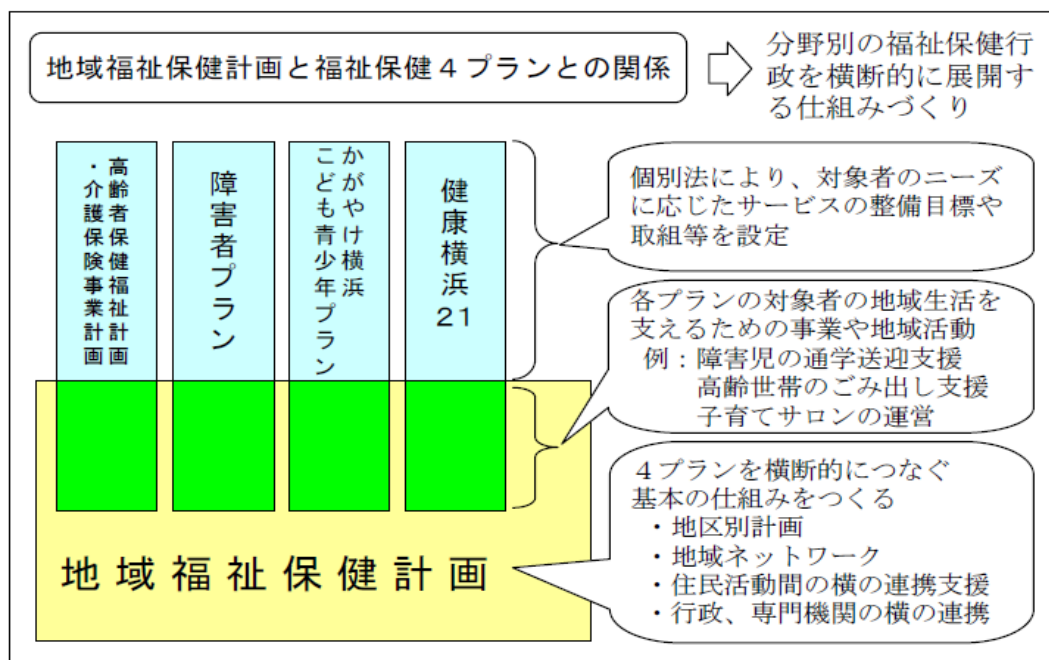 地域福祉保健計画と福祉保健４プランとの関係
分野別の福祉保健行
政を横断的に展開す
る仕組みづくり
高齢者保健福祉計画
・介護保険事業計画
障害者プラン
かがやけ横浜
こども青少年プラン
健康横浜21
個別法により、対象者のニーズ
に応じたサービスの整備目標や
取組等を設定
各プランの対象者の地域生活を
支えるための事業や地域活動
例：障害児の通学送迎支援
高齢世帯のごみ出し支援
子育てサロンの運営
４プランを横断的につなぐ
基本の仕組みをつくる
・地区別計画
・地域ネットワーク
・住民活動間の横の連携支援
・行政、専門機関の横の連携
地域福祉保健計画